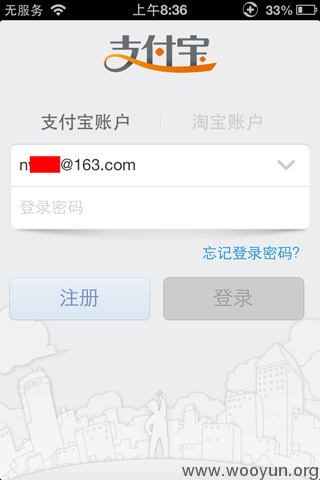 无服务 上午8:36 33%
支付宝
支付宝账户 淘宝账户
n @163.com
登录密码
忘记登录密码?
注册 登录
www.wooyun.org